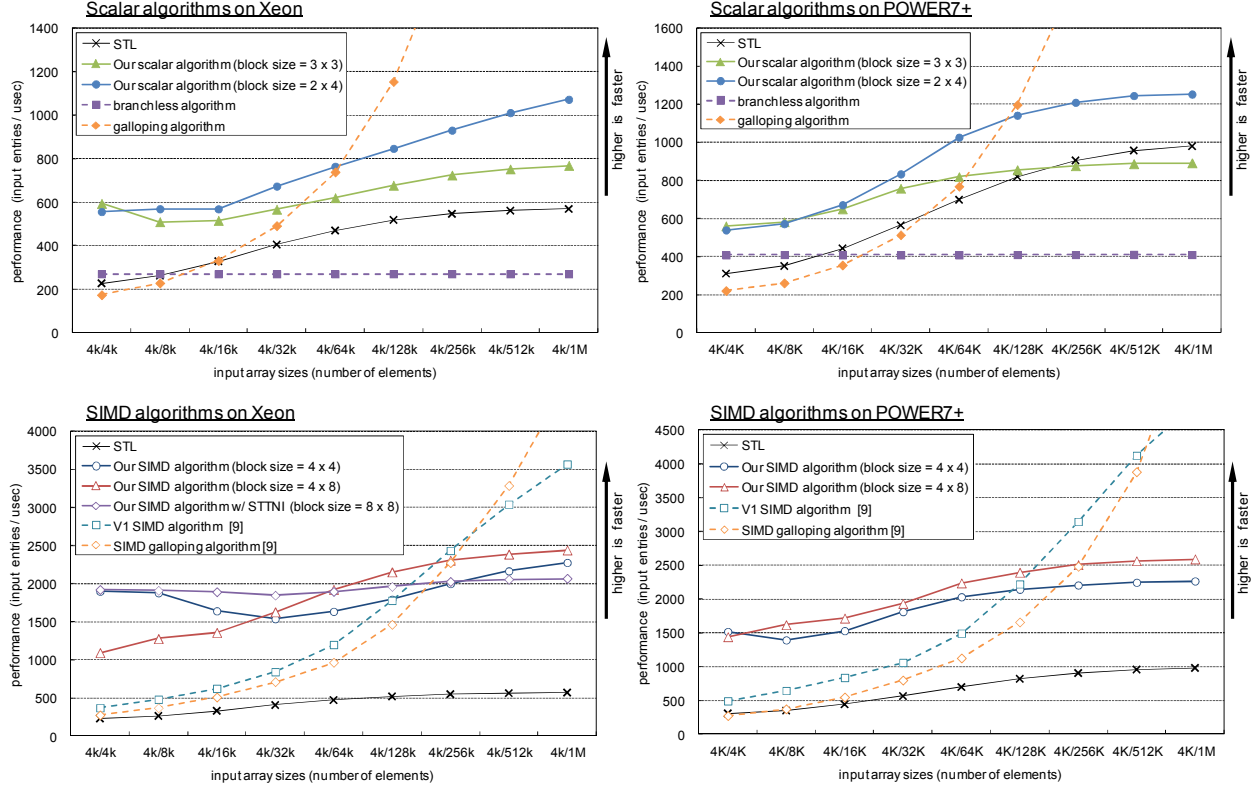 Scalar algorithms on Xeon
performance (input entries / usec)
1400
1200
1000
800
600
400
200
0
STL
Our scalar algorithm (block size = 3 x 3)
Our scalar algorithm (block size = 2 x 4)
branchless algorithm
galloping algorithm
4k/4k 4k/8k 4k/16k 4k/32k 4k/64k 4k/128k 4k/256k 4k/512k 4k/1M
input array sizes (number of elements)
higher is faster
Scalar algorithms on POWER7+
performance (input entries / usec)
1600
1400
1200
1000
800
600
400
200
0
STL
Our scalar algorithm (block size = 3 x 3)
Our scalar algorithm (block size = 2 x 4)
branchless algorithm
galloping algorithm
4K/4K 4K/8K 4K/16K 4K/32K 4K/64K 4K/128K 4K/256K 4K/512K 4K/1M
input array sizes (number of elements)
higher is faster
SIMD algorithms on Xeon
performance (input entries / usec)
4000
3500
3000
2500
2000
1500
1000
500
0
STL
Our SIMD algorithm (block size = 4 x 4)
Our SIMD algorithm (block size = 4 x 8)
Our SIMD algorithm w/ STTNI (block size = 8 x 8)
V1 SIMD algorithm [9]
SIMD galloping algorithm [9]
4k/4k 4k/8k 4k/16k 4k/32k 4k/64k 4k/128k 4k/256k 4k/512k 4k/1M
input array sizes (number of elements)
higher is faster
SIMD algorithms on POWER7+
performance (input entries / usec)
4500
4000
3500
3000
2500
2000
1500
1000
500
0
STL
Our SIMD algorithm (block size = 4 x 4)
Our SIMD algorithm (block size = 4 x 8)
V1 SIMD algorithm [9]
SIMD galloping algorithm [9]
4K/4K 4K/8K 4K/16K 4K/32K 4K/64K 4K/128K 4K/256K 4K/512K 4K/1M
input array sizes (number of elements)
higher is faster